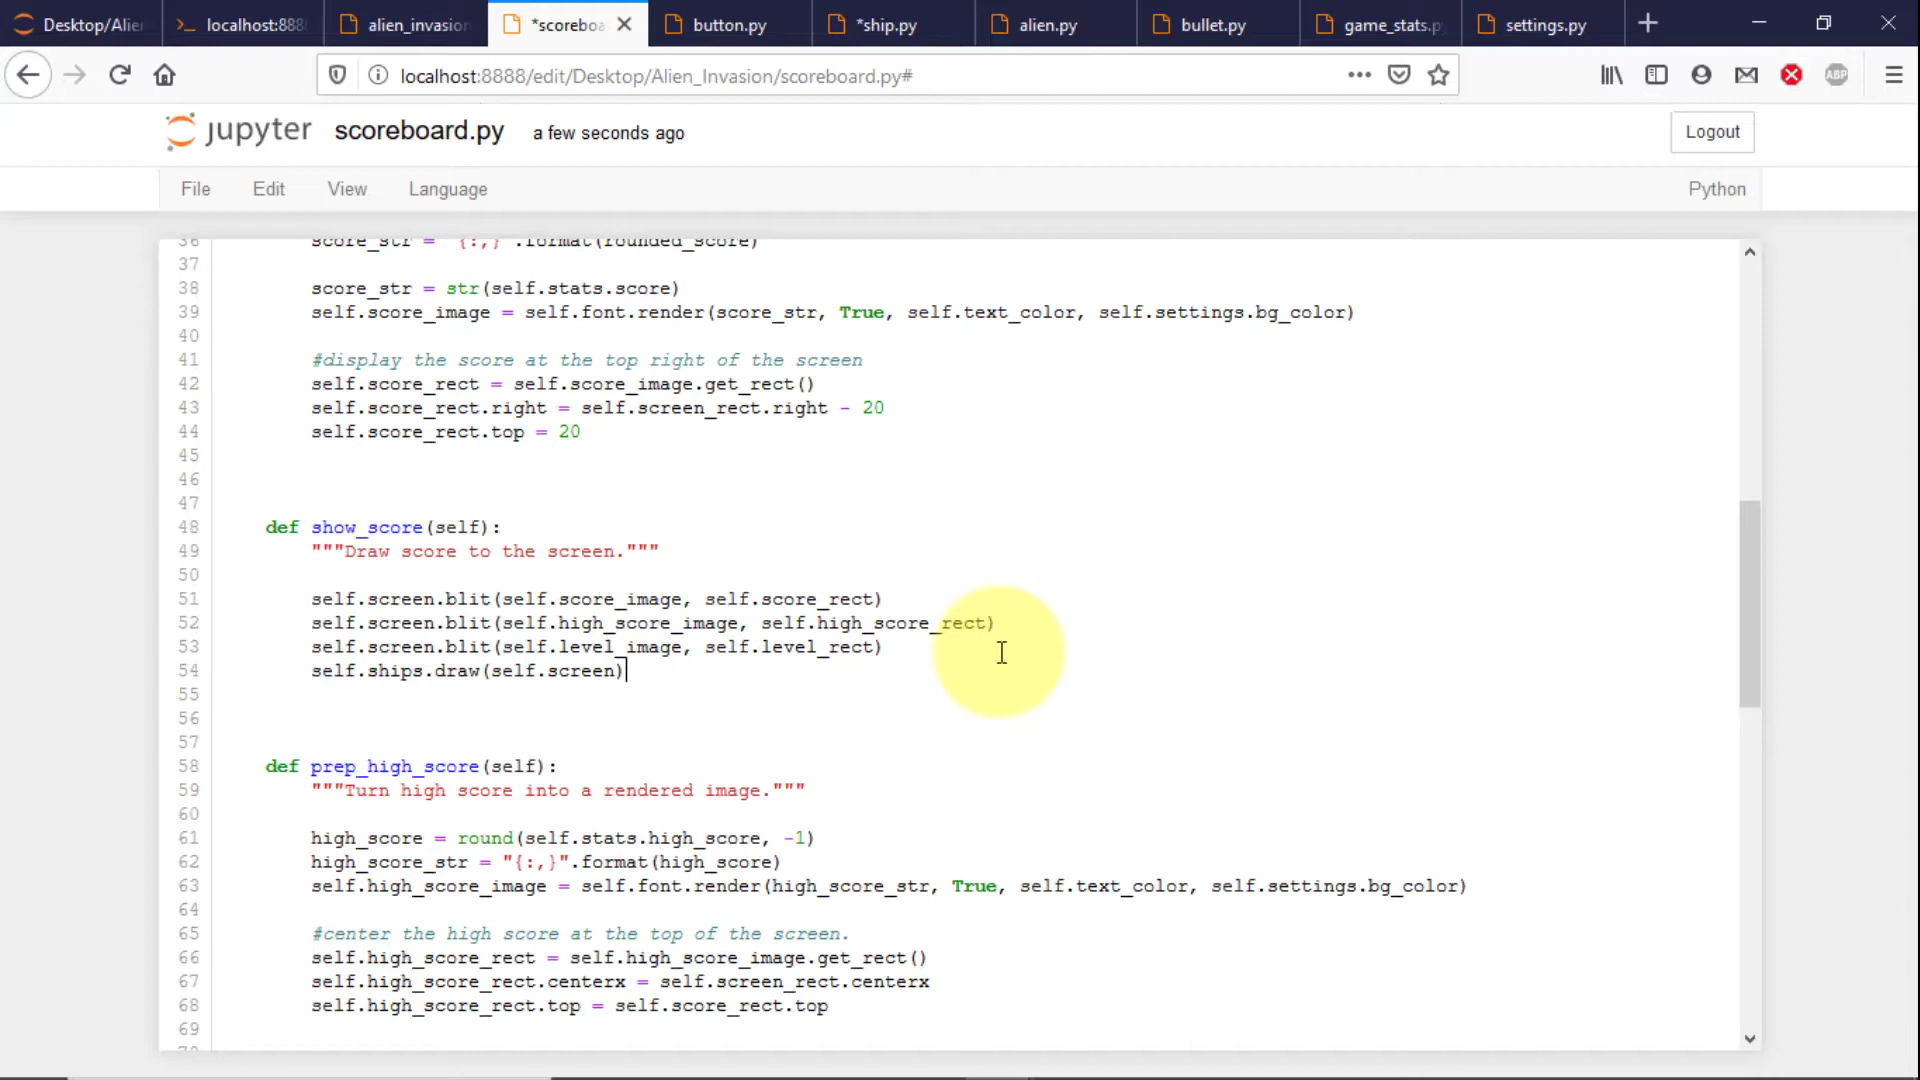 Desktop/Alie
localhost:888
alien_invasion
*scoreboa
button.py
*ship.py
alien.py
bullet.py
game_stats.p
settings.py
localhost:8888/edit/Desktop/Alien_Invasion/scoreboard.py#
ABP
jupyter scoreboard.py a few seconds ago
Logout
File Edit View Language
Python
36 score_str = "{:,}".format(rounded_score)
37
38 score_str = str(self.stats.score)
39 self.score_image = self.font.render(score_str, True, self.text_color, self.settings.bg_color)
40
41 #display the score at the top right of the screen
42 self.score_rect = self.score_image.get_rect()
43 self.score_rect.right = self.screen_rect.right - 20
44 self.score_rect.top = 20
45
46
47
48 def show_score(self):
49 """Draw score to the screen."""
50
51 self.screen.blit(self.score_image, self.score_rect)
52 self.screen.blit(self.high_score_image, self.high_score_rect)
53 self.screen.blit(self.level_image, self.level_rect)
54 self.ships.draw(self.screen)
55
56
57
58 def prep_high_score(self):
59 """Turn high score into a rendered image."""
60
61 high_score = round(self.stats.high_score, -1)
62 high_score_str = "{:,}".format(high_score)
63 self.high_score_image = self.font.render(high_score_str, True, self.text_color, self.settings.bg_color)
64
65 #center the high score at the top of the screen.
66 self.high_score_rect = self.high_score_image.get_rect()
67 self.high_score_rect.centerx = self.screen_rect.centerx
68 self.high_score_rect.top = self.score_rect.top
69